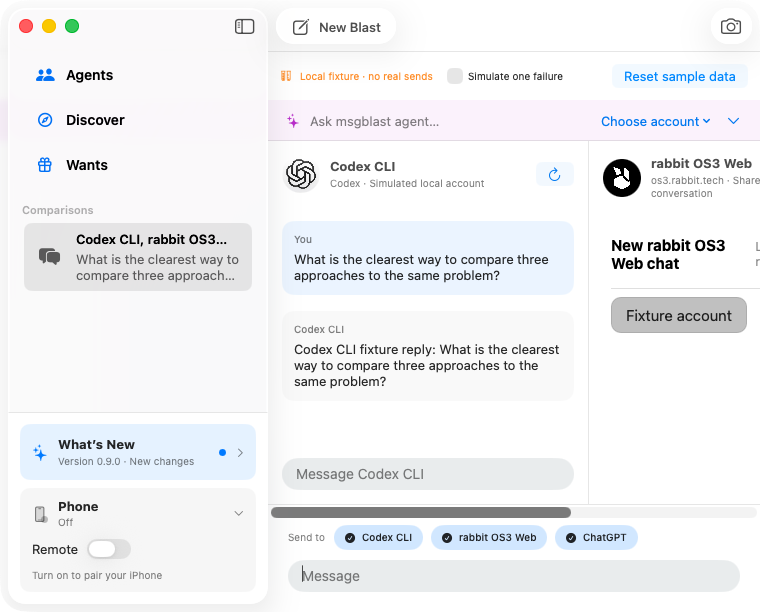 New Blast
Agents
Discover
Wants
Comparisons
Codex CLI, rabbit OS3...
What is the clearest way to
compare three approach...
What's New
Version 0.9.0 · New changes
Phone
Off
Remote
Turn on to pair your iPhone
Local fixture · no real sends
Simulate one failure
Reset sample data
Ask msgblast agent...
Choose account
Codex CLI
Codex · Simulated local account
You
What is the clearest way to compare three
approaches to the same problem?
Codex CLI
Codex CLI fixture reply: What is the clearest
way to compare three approaches to the
same problem?
Message Codex CLI
rabbit OS3 Web
os3.rabbit.tech · Share
conversation
New rabbit OS3
Web chat
Fixture account
Send to
Codex CLI
rabbit OS3 Web
ChatGPT
Message